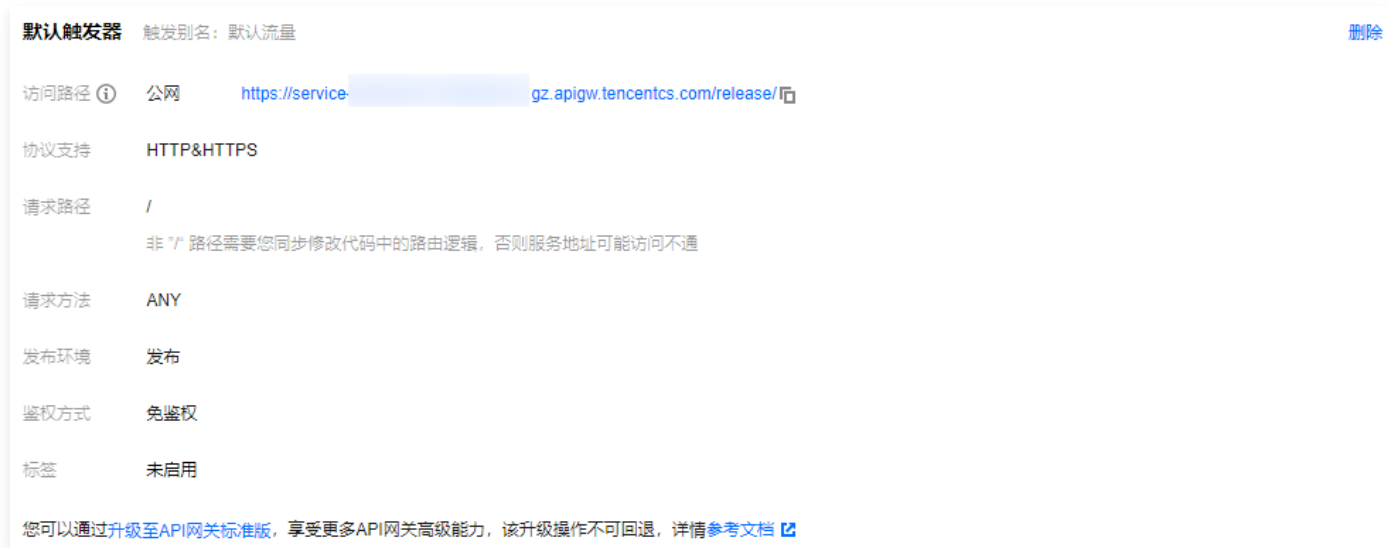 默认触发器 触发别名：默认流量 删除
访问路径 公网 https://service- gz.apigw.tencentcs.com/release/
协议支持 HTTP&HTTPS
请求路径 /
非 "/" 路径需要您同步修改代码中的路由逻辑，否则服务地址可能访问不通
请求方法 ANY
发布环境 发布
鉴权方式 免鉴权
标签 未启用
您可以通过升级至API网关标准版，享受更多API网关高级能力，该升级操作不可回退，详情参考文档